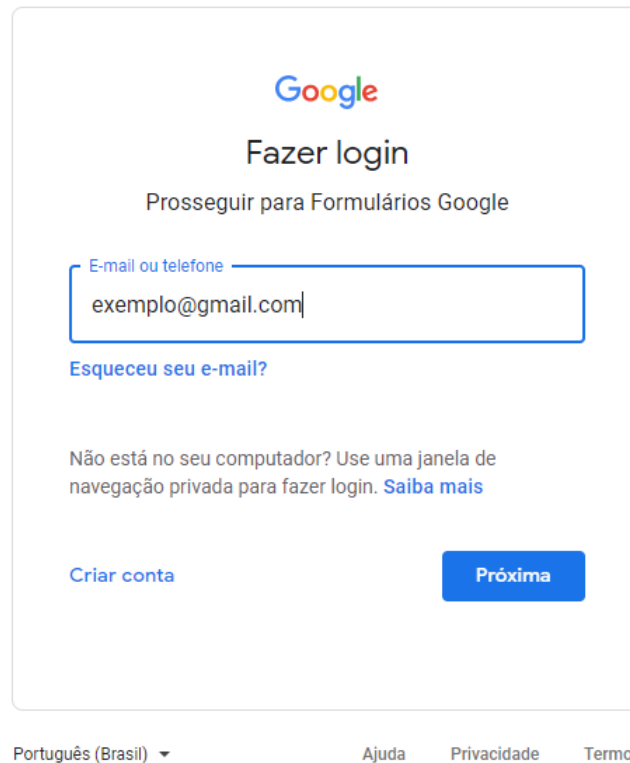 Google
Fazer login
Prosseguir para Formulários Google
E-mail ou telefone
exemplo@gmail.com
Esqueceu seu e-mail?
Não está no seu computador? Use uma janela de
navegação privada para fazer login. Saiba mais
Criar conta
Próxima
Português (Brasil)
Ajuda Privacidade Termo